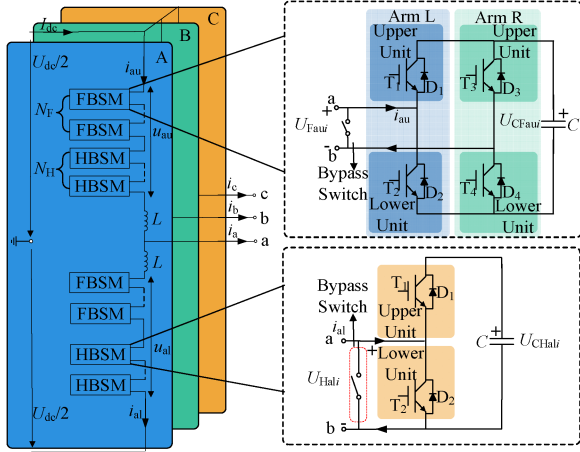 C
B
A
I_dc
U_dc/2
i_au
N_F
FBSM
FBSM
u_au
N_H
HBSM
HBSM
L
i_c
c
i_b
b
i_a
a
L
FBSM
FBSM
u_al
HBSM
HBSM
U_dc/2
i_al
Arm L
Arm R
Upper
Unit
Upper
Unit
T_1
D_1
T_3
D_3
a
+
i_au
U_Faui
U_CFaui
+
C
-
b
Bypass
Switch
T_2
D_2
Lower
Unit
T_4
D_4
Lower
Unit
Bypass
Switch
T_1
D_1
Upper
Unit
i_al
a
+
Lower
Unit
U_Hali
C
+
U_CHali
T_2
D_2
b
-